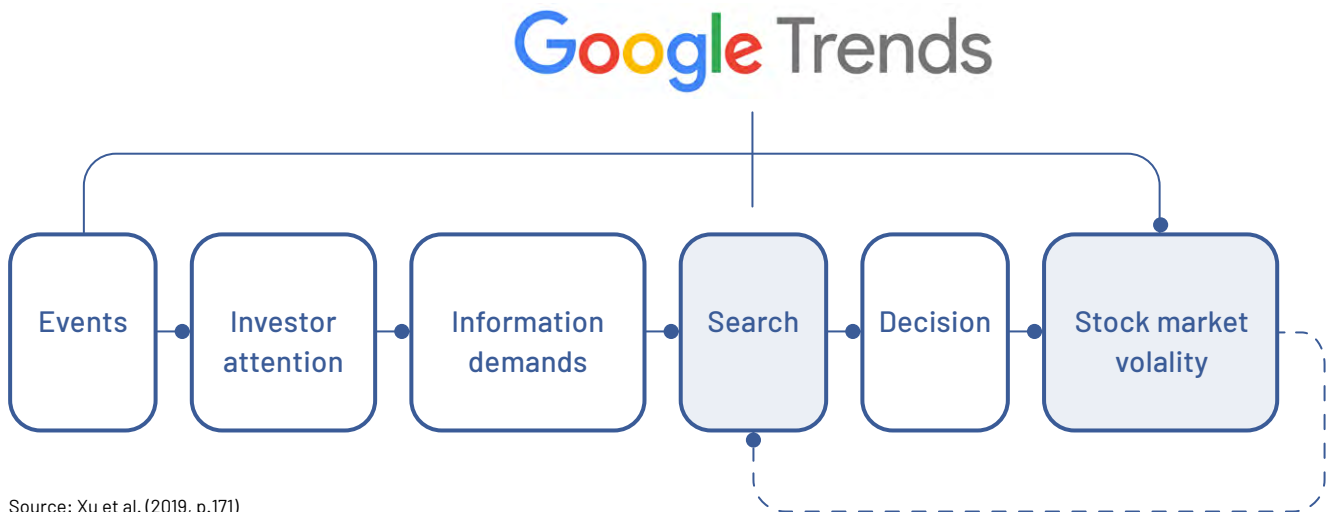 Google Trends
Events
Investor
attention
Information
demands
Search
Decision
Stock market
volality
Source: Xu et al. (2019, p.171)